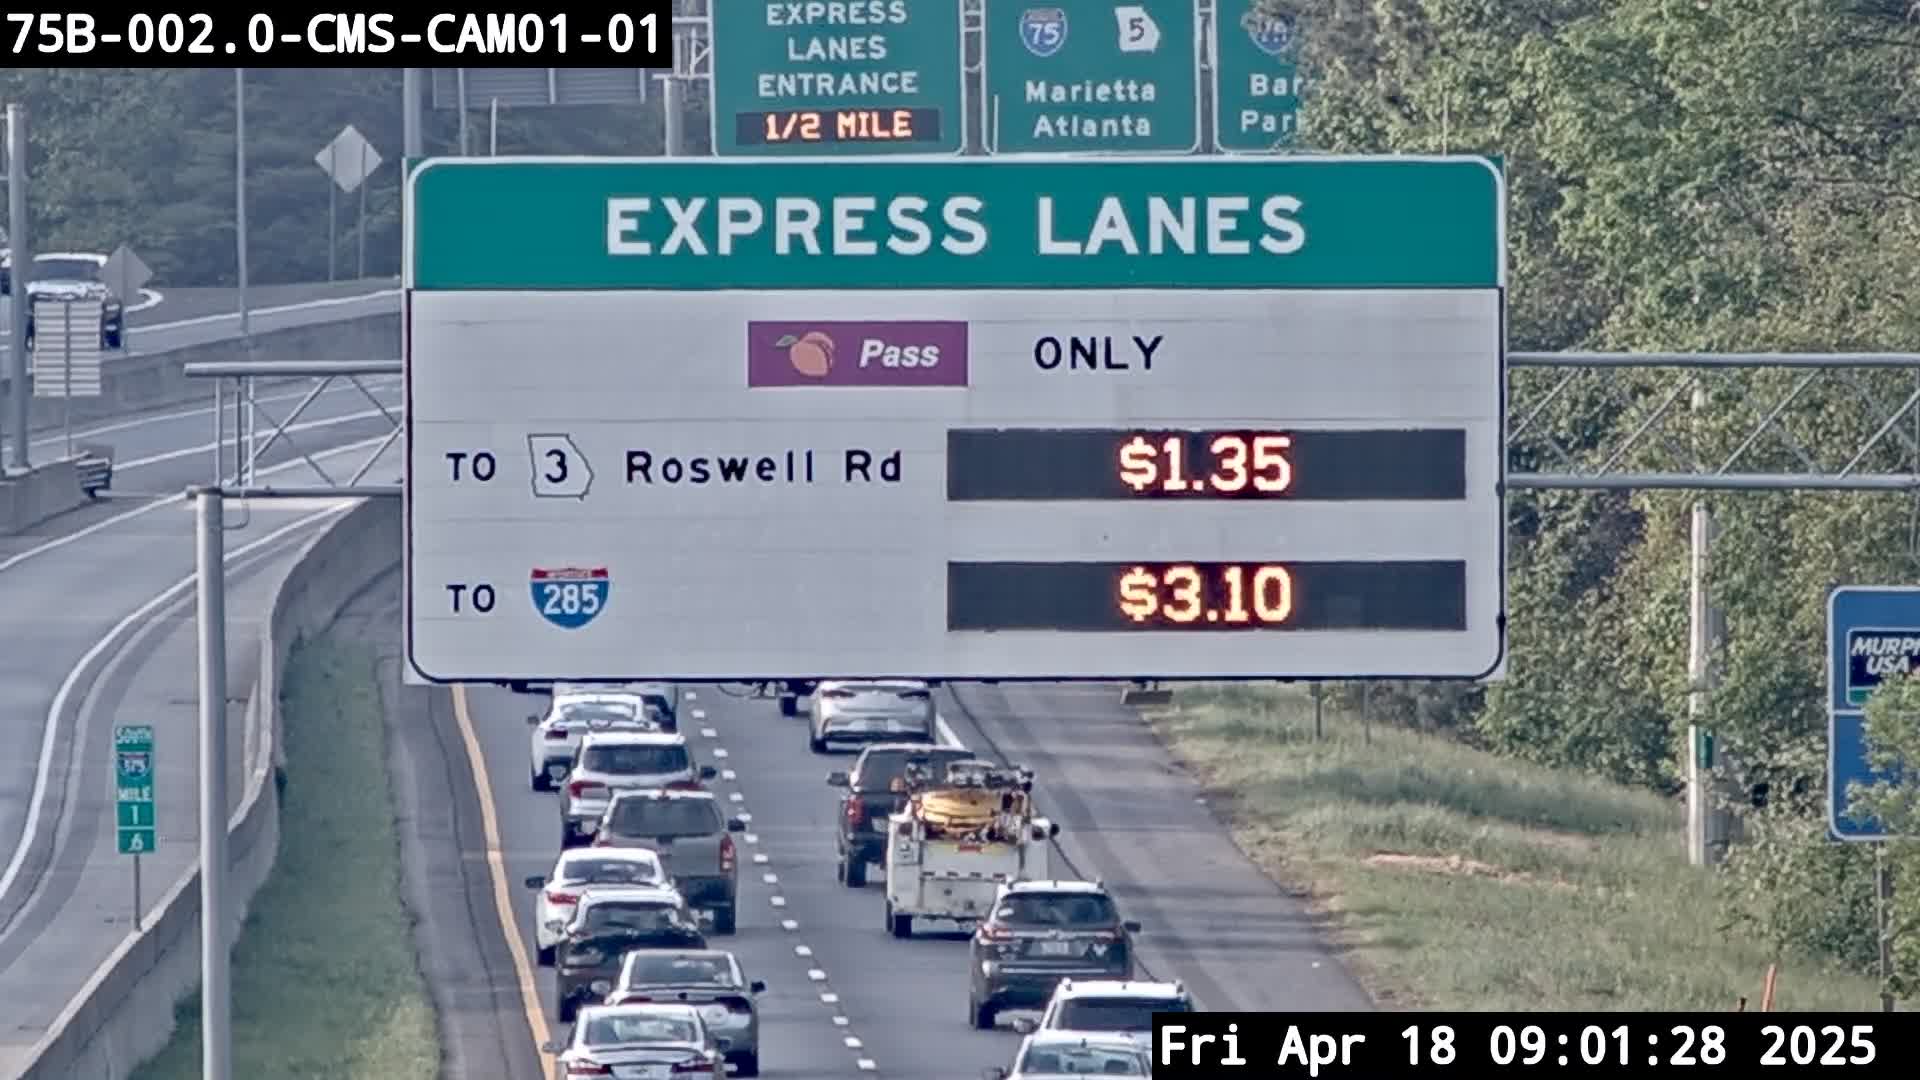 75B-002.0-CMS-CAM01-01
EXPRESS
LANES
ENTRANCE
1/2 MILE
75 5
Marietta
Atlanta
EXPRESS LANES
Pass ONLY
TO 3 Roswell Rd $1.35
TO 285 $3.10
SOUTH
575
MILE
1
.6
MURP
USA
Fri Apr 18 09:01:28 2025